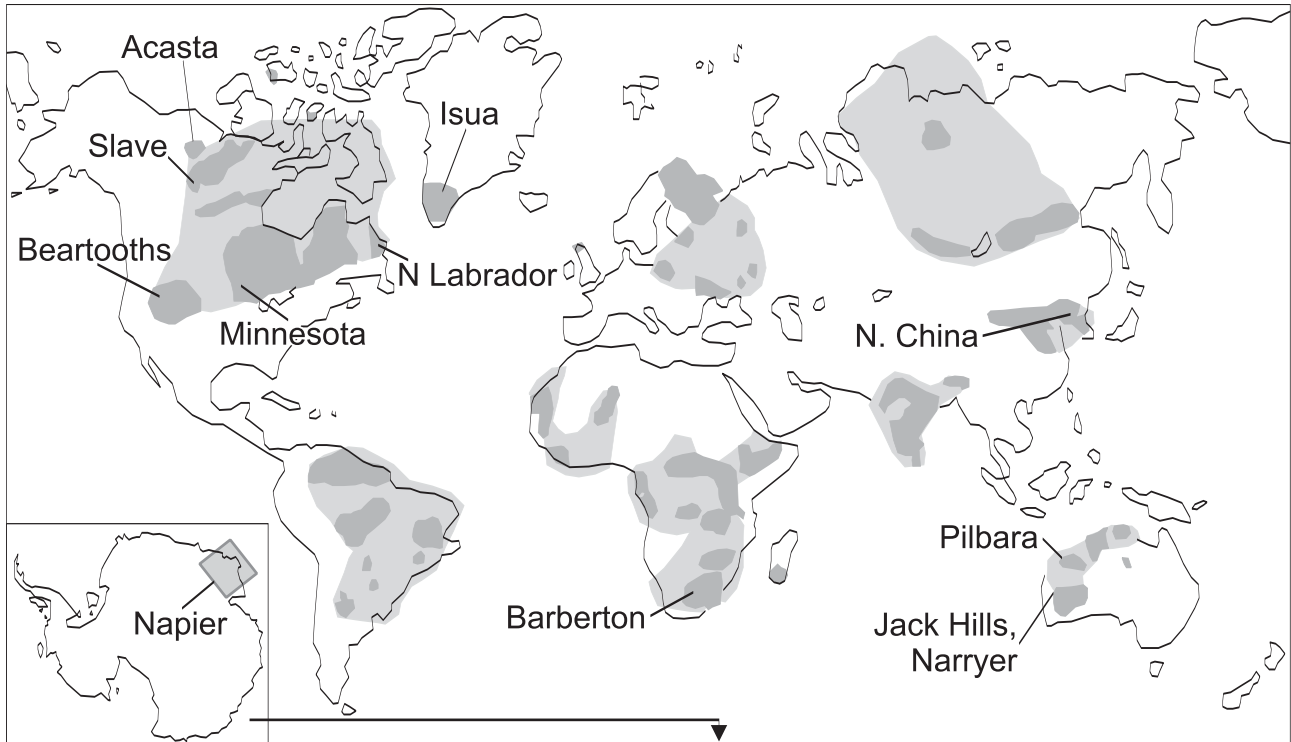 Acasta
Isua
Slave
Beartooths
N Labrador
Minnesota
N. China
Pilbara
Napier
Barberton
Jack Hills,
Narryer